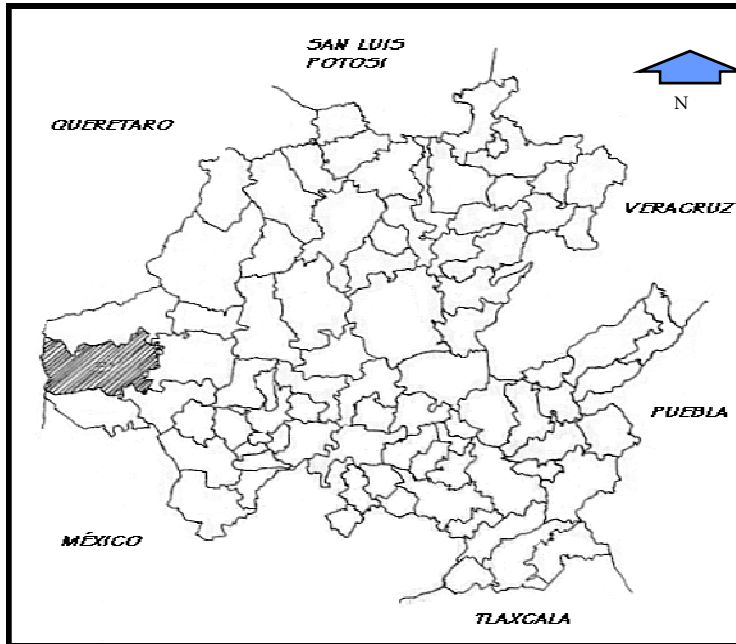 SAN LUIS
POTOSI
N
QUERETARO
VERACRUZ
PUEBLA
MÉXICO
TLAXCALA